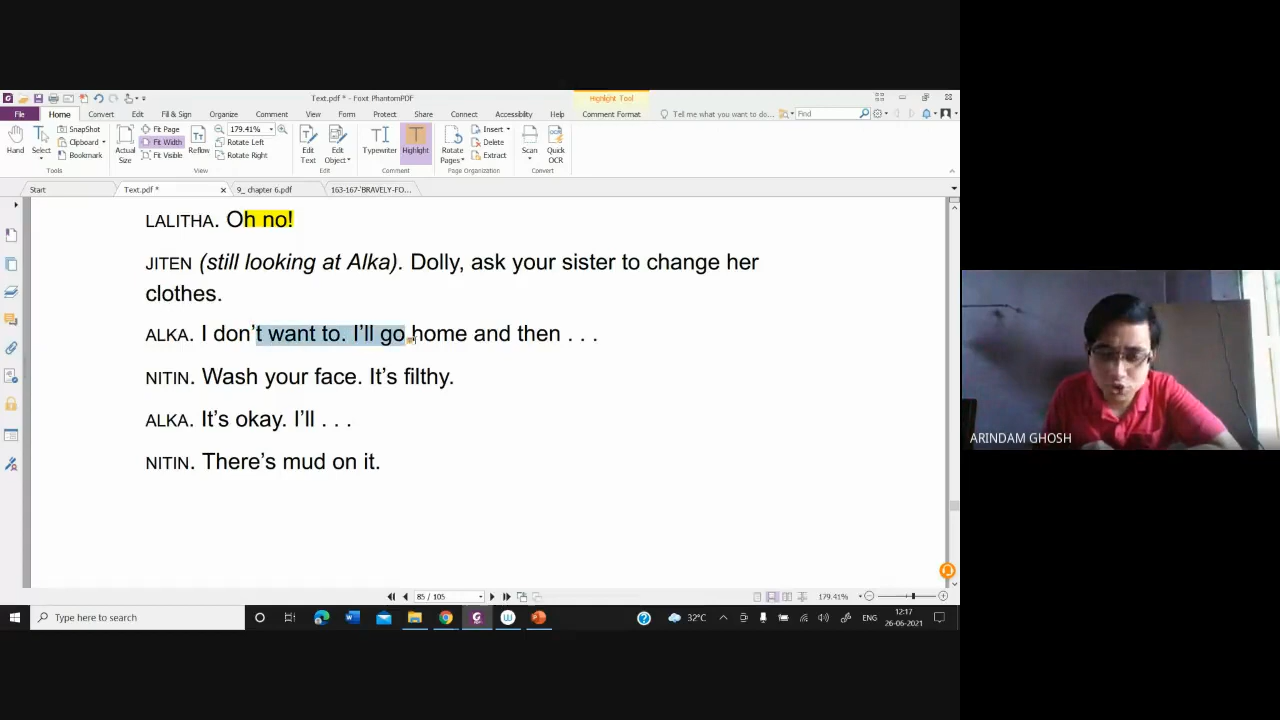 Text.pdf * - Foxit PhantomPDF
Highlight Tool
File Home Convert Edit Fill & Sign Organize Comment View Form Protect Share Connect Accessibility Help Comment Format Tell me what you want to do... Find
Hand
Select
SnapShot
Clipboard
Bookmark
Tools
Actual Size
Fit Page
Fit Width
Fit Visible
Reflow
179.41%
Rotate Left
Rotate Right
View
Edit Text
Edit Object
Edit
Typewriter
Highlight
Comment
Rotate Pages
Insert
Delete
Extract
Page Organization
Scan
Quick OCR
Convert
Start Text.pdf * 9_ chapter 6.pdf 163-167-'BRAVELY-FO...
LALITHA. Oh no!
JITEN (still looking at Alka). Dolly, ask your sister to change her
clothes.
ALKA. I don't want to. I'll go home and then . . .
NITIN. Wash your face. It's filthy.
ALKA. It's okay. I'll . . .
NITIN. There's mud on it.
ARINDAM GHOSH
85 / 105
179.41%
Type here to search
32°C
ENG
12:17
26-06-2021